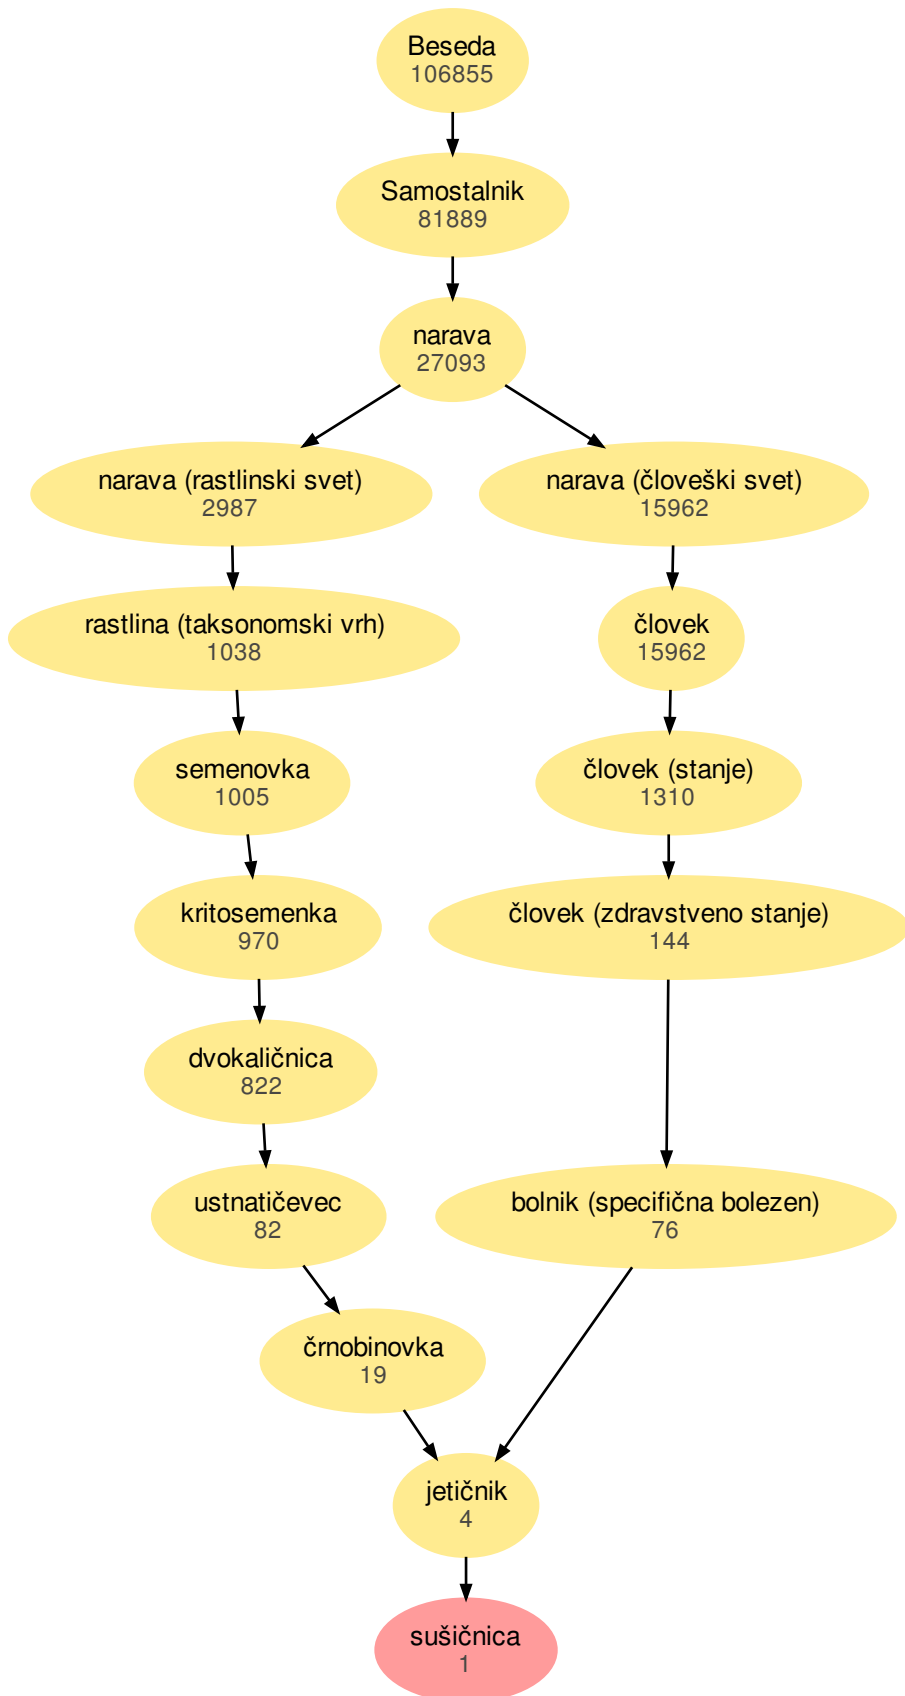 Beseda
106855
Samostalnik
81889
narava
27093
narava (rastlinski svet)
2987
narava (človeški svet)
15962
rastlina (taksonomski vrh)
1038
človek
15962
semenovka
1005
človek (stanje)
1310
kritosemenka
970
človek (zdravstveno stanje)
144
dvokaličnica
822
ustnatičevec
82
bolnik (specifična bolezen)
76
črnobinovka
19
jetičnik
4
sušičnica
1